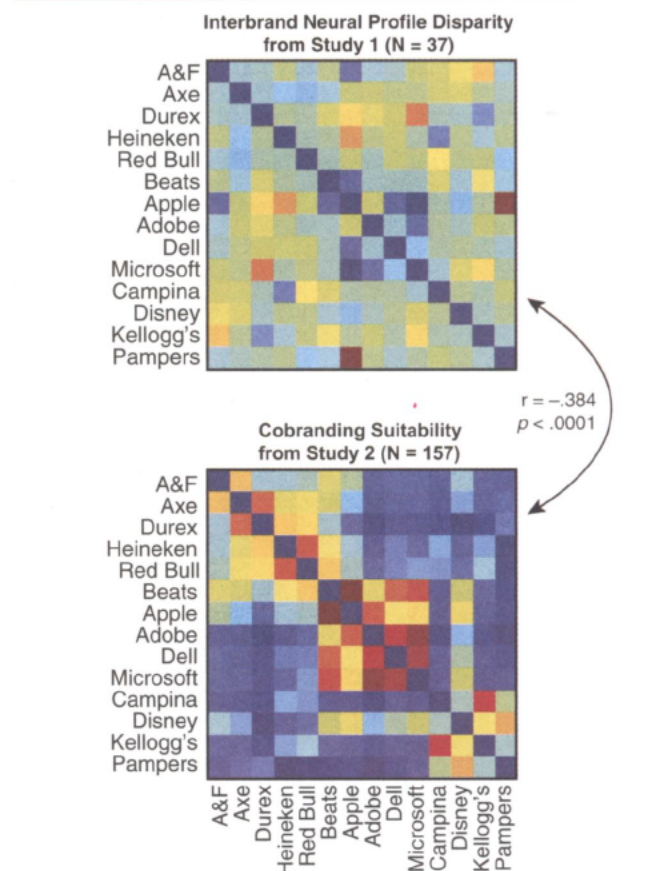 Interbrand Neural Profile Disparity
from Study 1 (N = 37)
A&F
Axe
Durex
Heineken
Red Bull
Beats
Apple
Adobe
Dell
Microsoft
Campina
Disney
Kellogg's
Pampers
r = –.384
p < .0001
Cobranding Suitability
from Study 2 (N = 157)
A&F
Axe
Durex
Heineken
Red Bull
Beats
Apple
Adobe
Dell
Microsoft
Campina
Disney
Kellogg's
Pampers
A&F
Axe
Durex
Heineken
Red Bull
Beats
Apple
Adobe
Dell
Microsoft
Campina
Disney
Kellogg's
Pampers